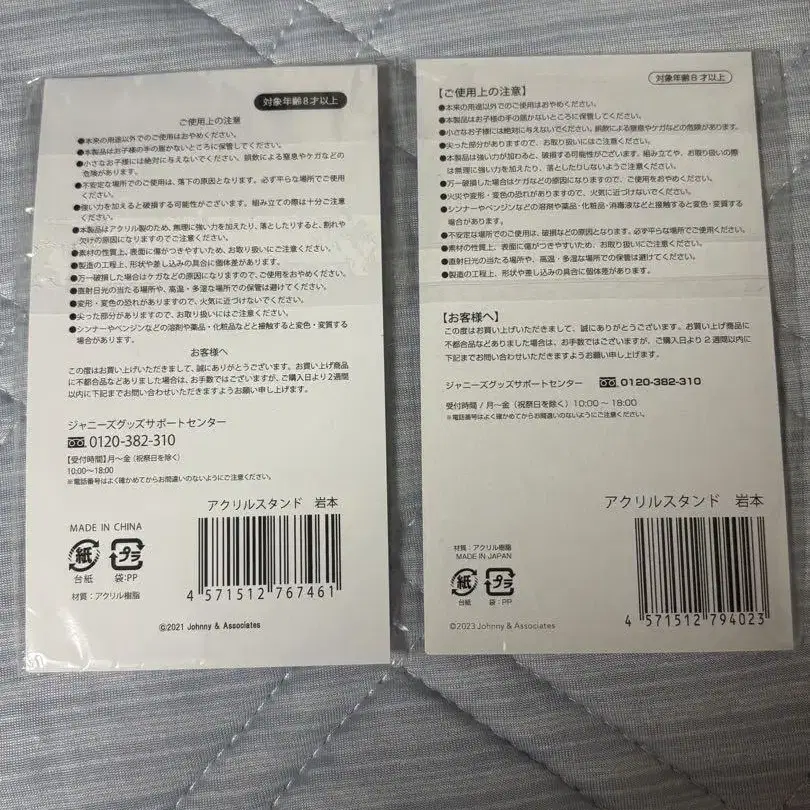 対象年齢8才以上
ご使用上の注意
●本来の用途以外でのご使用はおやめください。
●本製品はお子様の手の届かないところに保管してください。
●小さなお子様には絶対に与えないでください。誤飲による窒息やケガなどの
危険があります。
●不安定な場所でのご使用は、落下の原因となります。必ず平らな場所でご使用
ください。
●強い力を加えると破損する可能性がございます。組み立ての際は十分ご注意
ください。
●本製品はアクリル製のため、無理に強い力を加えたり、落としたりすると、割れや
欠けの原因になりますのでご注意ください。
●素材の性質上、表面に傷がつきやすいため、お取り扱いにご注意ください。
●製造の工程上、形状や差し込みの具合に個体差があります。
●万一破損した場合はケガなどの原因になりますので、ご使用をおやめください。
●直射日光の当たる場所や、高温・多湿な場所での保管は避けてください。
●変形・変色の恐れがありますので、火気に近づけないでください。
●尖った部分がありますので、お取り扱いにはご注意ください。
●シンナーやベンジンなどの溶剤や薬品・化粧品などと接触すると変色・変質する
場合があります。
お客様へ
この度はお買い上げいただきまして、誠にありがとうございます。お買い上げ商品
に不都合品などありました場合は、お手数ではございますが、ご購入日より2週間
以内に下記までお問い合わせいただきますようお願い申し上げます。
ジャニーズグッズサポートセンター
0120-382-310
【受付時間】月~金(祝祭日を除く)
10:00~18:00
※電話番号はよく確かめてからお間違いのないようにご注意ください。
アクリルスタンド 岩本
MADE IN CHINA
紙
プラ
台紙
袋:PP
材質:アクリル樹脂
4 571512 767461
©2021 Johnny & Associates
対象年齢8才以上
【ご使用上の注意】
●本来の用途以外でのご使用はおやめください。
●本製品はお子様の手の届かないところに保管してください。
●小さなお子様には絶対に与えないでください。誤飲による窒息やケガなどの危険があります。
●尖った部分がありますので、お取り扱いにはご注意ください。
●本製品は強い力が加わると、破損する可能性がございます。組み立てや、お取り扱いの際
は無理に強い力を加えたり、落としたりしないようにご注意ください。
●万一破損した場合はケガなどの原因になりますので、ご使用をおやめください。
●火災や変形・変色の恐れがありますので、火気に近づけないでください。
●シンナーやベンジンなどの溶剤や薬品・化粧品・消毒液などと接触すると変色・変質する
場合があります。
●不安定な場所でのご使用は、破損などの原因となります。必ず平らな場所でご使用ください。
●素材の性質上、表面に傷がつきやすいため、お取り扱いにご注意ください。
●直射日光の当たる場所や、高温・多湿な場所での保管は避けてください。
●製造の工程上、形状や差し込みの具合に個体差があります。
【お客様へ】
この度はお買い上げいただきまして、誠にありがとうございます。お買い上げ商品に
不都合品などありました場合は、お手数ではございますが、ご購入日より2週間以内に
下記までお問い合わせいただきますようお願い申し上げます。
ジャニーズグッズサポートセンター 0120-382-310
受付時間/月~金(祝祭日を除く)10:00~18:00
※電話番号はよく確かめてからお間違いのないようにご注意ください。
アクリルスタンド 岩本
材質:アクリル樹脂
MADE IN JAPAN
紙
プラ
台紙
袋:PP
4 571512 794023
©2023 Johnny & Associates